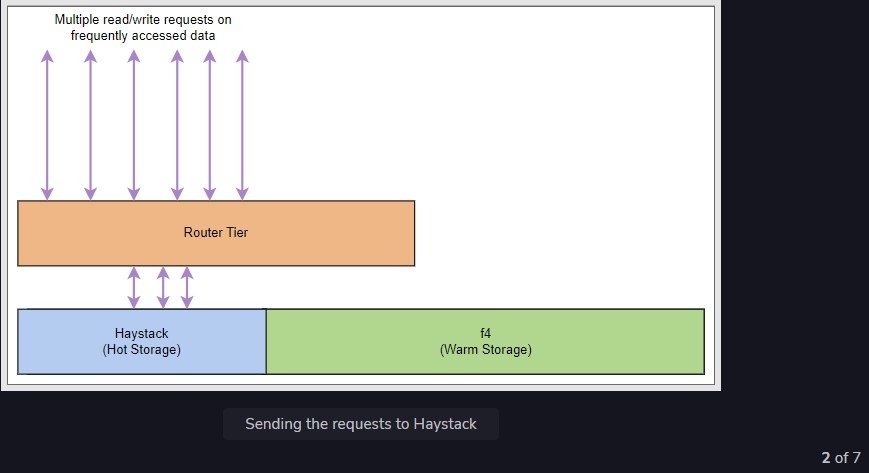 Multiple read/write requests on
frequently accessed data
Router Tier
Haystack
(Hot Storage)
f4
(Warm Storage)
Sending the requests to Haystack
2 of 7